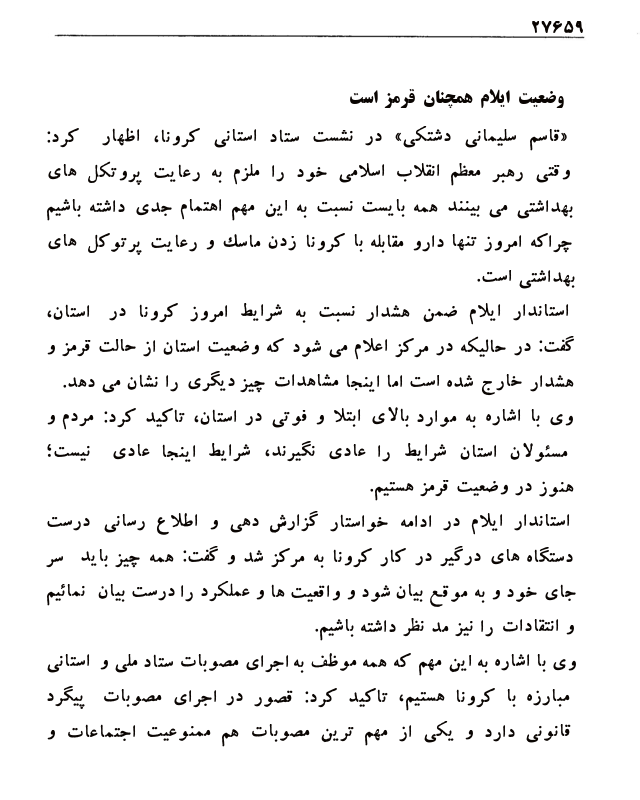 ۲۷۶۵۹
وضعیت ایلام همچنان قرمز است
«قاسم سلیمانی دشتکی» در نشست ستاد استانی کرونا، اظهار کرد:
وقتی رهبر معظم انقلاب اسلامی خود را ملزم به رعایت پروتکل های
بهداشتی می بینند همه بایست نسبت به این مهم اهتمام جدی داشته باشیم
چراکه امروز تنها دارو مقابله با کرونا زدن ماسك و رعایت پرتوکل های
بهداشتی است.
استاندار ایلام ضمن هشدار نسبت به شرایط امروز کرونا در استان،
گفت: در حالیکه در مرکز اعلام می شود که وضعیت استان از حالت قرمز و
هشدار خارج شده است اما اینجا مشاهدات چیز دیگری را نشان می دهد.
وی با اشاره به موارد بالای ابتلا و فوتی در استان، تاکید کرد: مردم و
مسئولان استان شرایط را عادی نگیرند، شرایط اینجا عادی نیست؛
هنوز در وضعیت قرمز هستیم.
استاندار ایلام در ادامه خواستار گزارش دهی و اطلاع رسانی درست
دستگاه های درگیر در کار کرونا به مرکز شد و گفت: همه چیز باید سر
جای خود و به موقع بیان شود و واقعیت ها و عملکرد را درست بیان نمائیم
و انتقادات را نیز مد نظر داشته باشیم.
وی با اشاره به این مهم که همه موظف به اجرای مصوبات ستاد ملی و استانی
مبارزه با کرونا هستیم، تاکید کرد: قصور در اجرای مصوبات پیگرد
قانونی دارد و یکی از مهم ترین مصوبات هم ممنوعیت اجتماعات و